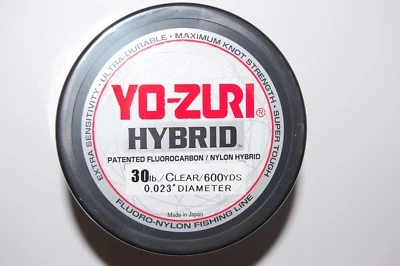 EXTRA SENSITIVITY • ULTRA-DURABLE • MAXIMUM KNOT STRENGTH • SUPER TOUGH
YO-ZURI®
HYBRID™
PATENTED FLUOROCARBON / NYLON HYBRID
30lb./CLEAR/600YDS.
0.023" DIAMETER
Made in Japan
FLUORO-NYLON FISHING LINE